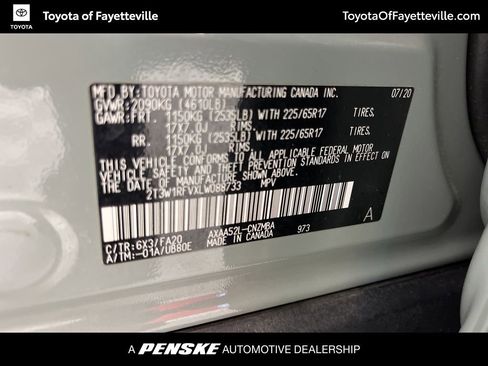 TOYOTA
Toyota of Fayetteville
ToyotaOfFayetteville.com
MFD. BY: TOYOTA MOTOR MANUFACTURING CANADA INC. 07/20
GVWR: 2090KG (4610LB)
GAWR: FRT. 1150KG (2535LB) WITH 225/65R17 TIRES.
17X7.0J RIMS.
RR. 1150KG (2535LB) WITH 225/65R17 TIRES.
17X7.0J RIMS.
THIS VEHICLE CONFORMS TO ALL APPLICABLE FEDERAL MOTOR
VEHICLE SAFETY STANDARDS IN EFFECT ON THE DATE OF
MANUFACTURE SHOWN ABOVE.
2T3W1RFVXLW088733 MPV
C/TR: 6X3/FA20 AXAA52L-CNZMBA A
A/TM: -01A/UB80E MADE IN CANADA 973
A PENSKE AUTOMOTIVE DEALERSHIP